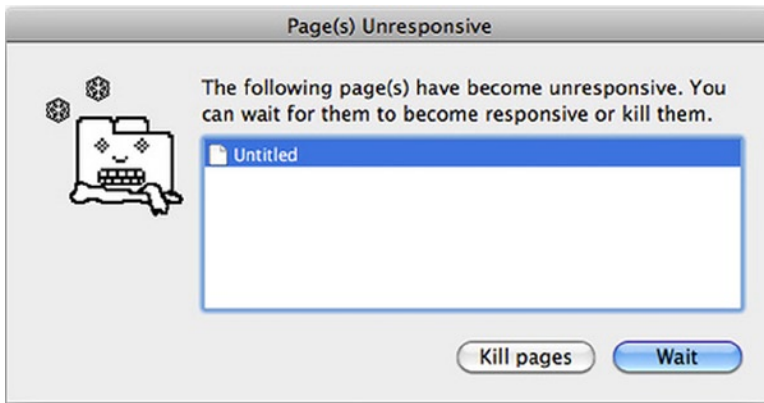 Page(s) Unresponsive
The following page(s) have become unresponsive. You
can wait for them to become responsive or kill them.
Untitled
Kill pages
Wait